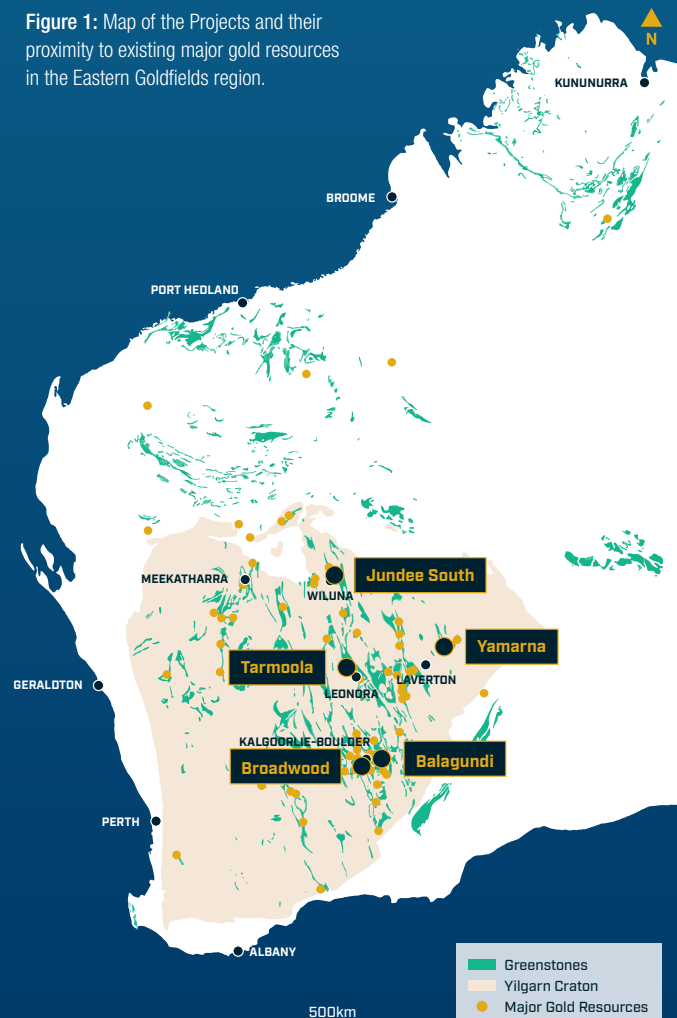 Figure 1: Map of the Projects and their
proximity to existing major gold resources
in the Eastern Goldfields region.
N
KUNUNURRA
BROOME
PORT HEDLAND
Jundee South
MEEKATHARRA
WILUNA
Yamarna
Tarmoola
LAVERTON
GERALDTON
LEONORA
KALGOORLIE-BOULDER
Balagundi
Broadwood
PERTH
ALBANY
Greenstones
Yilgarn Craton
Major Gold Resources
500km